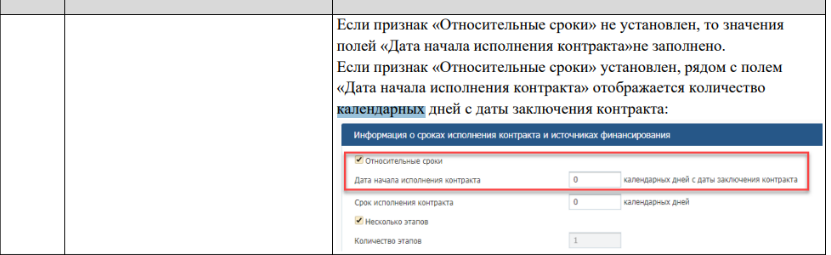 Если признак «Относительные сроки» не установлен, то значения
полей «Дата начала исполнения контракта»не заполнено.
Если признак «Относительные сроки» установлен, рядом с полем
«Дата начала исполнения контракта» отображается количество
календарных дней с даты заключения контракта:
Информация о сроках исполнения контракта и источниках финансирования
Относительные сроки
Дата начала исполнения контракта 0 календарных дней с даты заключения контракта
Срок исполнения контракта 0 календарных дней
Несколько этапов
Количество этапов 1